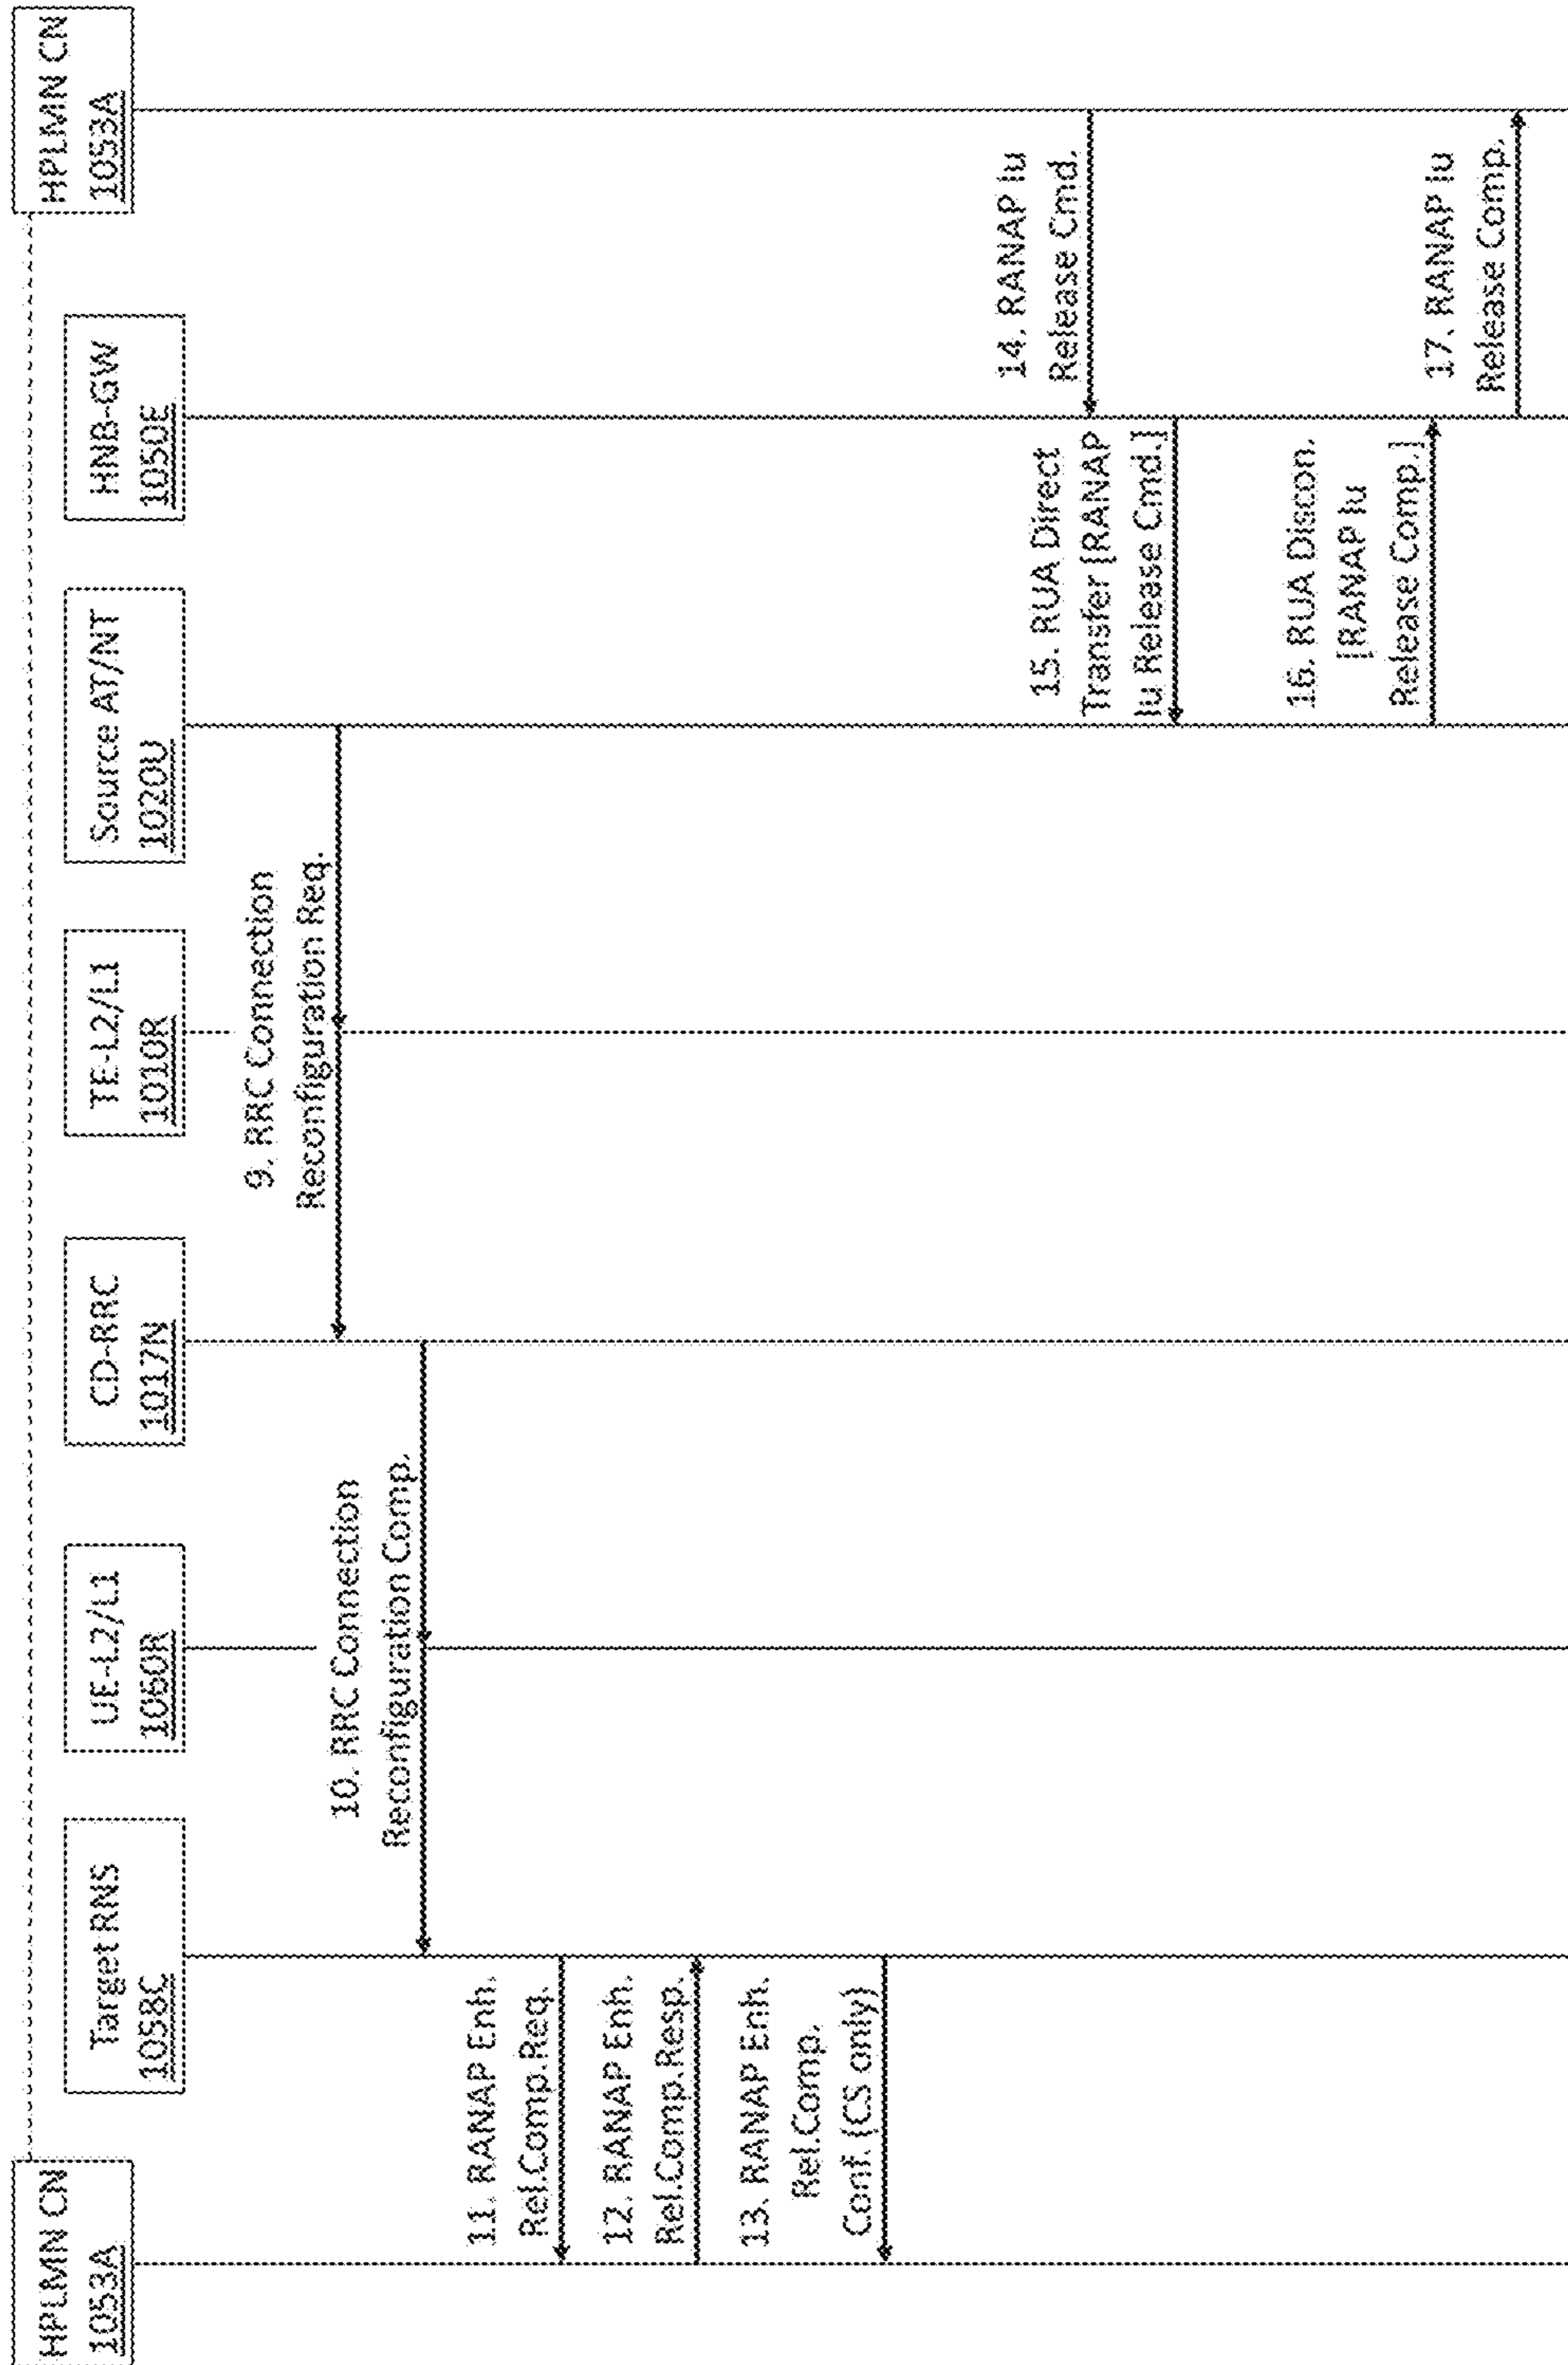 HPLMN CN
1053A
Target RNS
1058C
UE-L2/L1
1060R
CD-RRC
1017N
TE-L2/L1
1010R
Source AT/NT
1020U
HNB-GW
1050E
HPLMN CN
1053A
9. RRC Connection
Reconfiguration Req.
10. RRC Connection
Reconfiguration Comp.
11. RANAP Enh.
Rel.Comp.Req.
12. RANAP Enh.
Rel.Comp.Resp.
13. RANAP Enh.
Rel.Comp.
Conf. (CS only)
14. RANAP Iu
Release Cmd.
15. RUA Direct
Transfer [RANAP
Iu Release Cmd.]
16. RUA Discon.
[RANAP Iu
Release Comp.]
17. RANAP Iu
Release Comp.